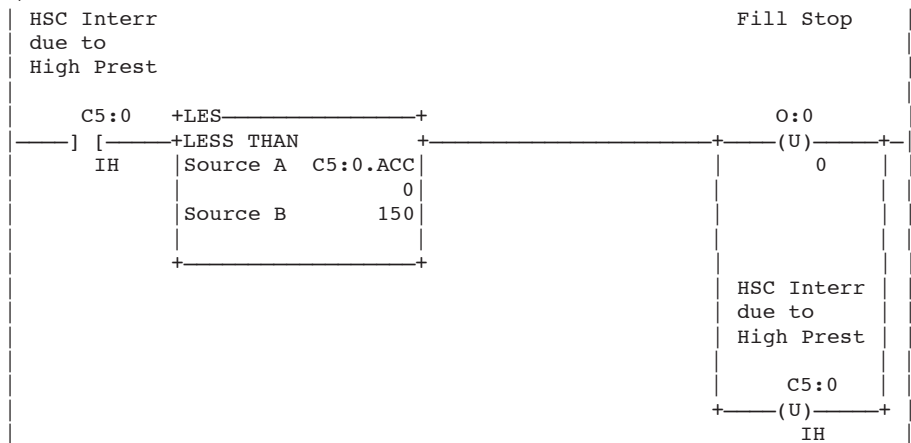 HSC Interr Fill Stop
due to
High Prest
C5:0 +LES + O:0
] [ +LESS THAN + + (U) +
IH Source A C5:0.ACC 0
0
Source B 150
+ +
HSC Interr
due to
High Prest
C5:0
+ (U) +
IH